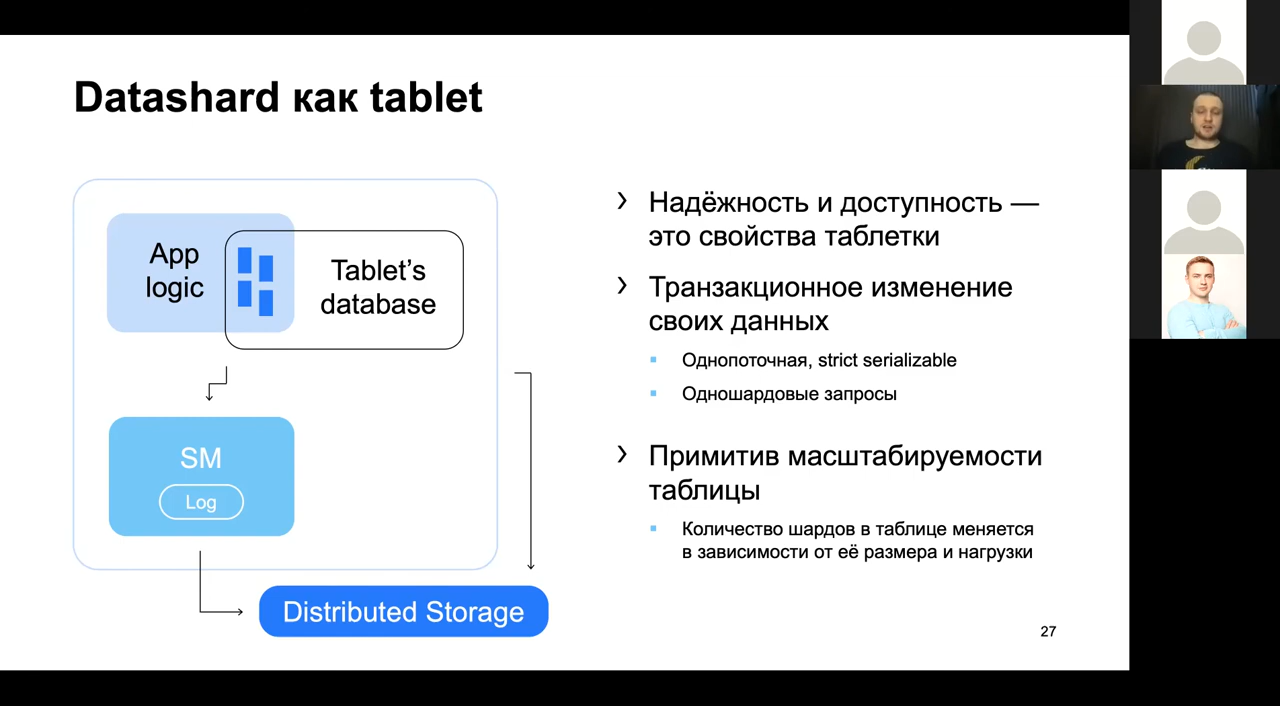 Datashard как tablet
App
logic
Tablet’s
database
SM
Log
Distributed Storage
Надёжность и доступность —
это свойства таблетки
Транзакционное изменение
своих данных
Однопоточная, strict serializable
Одношардовые запросы
Примитив масштабируемости
таблицы
Количество шардов в таблице меняется
в зависимости от её размера и нагрузки
27